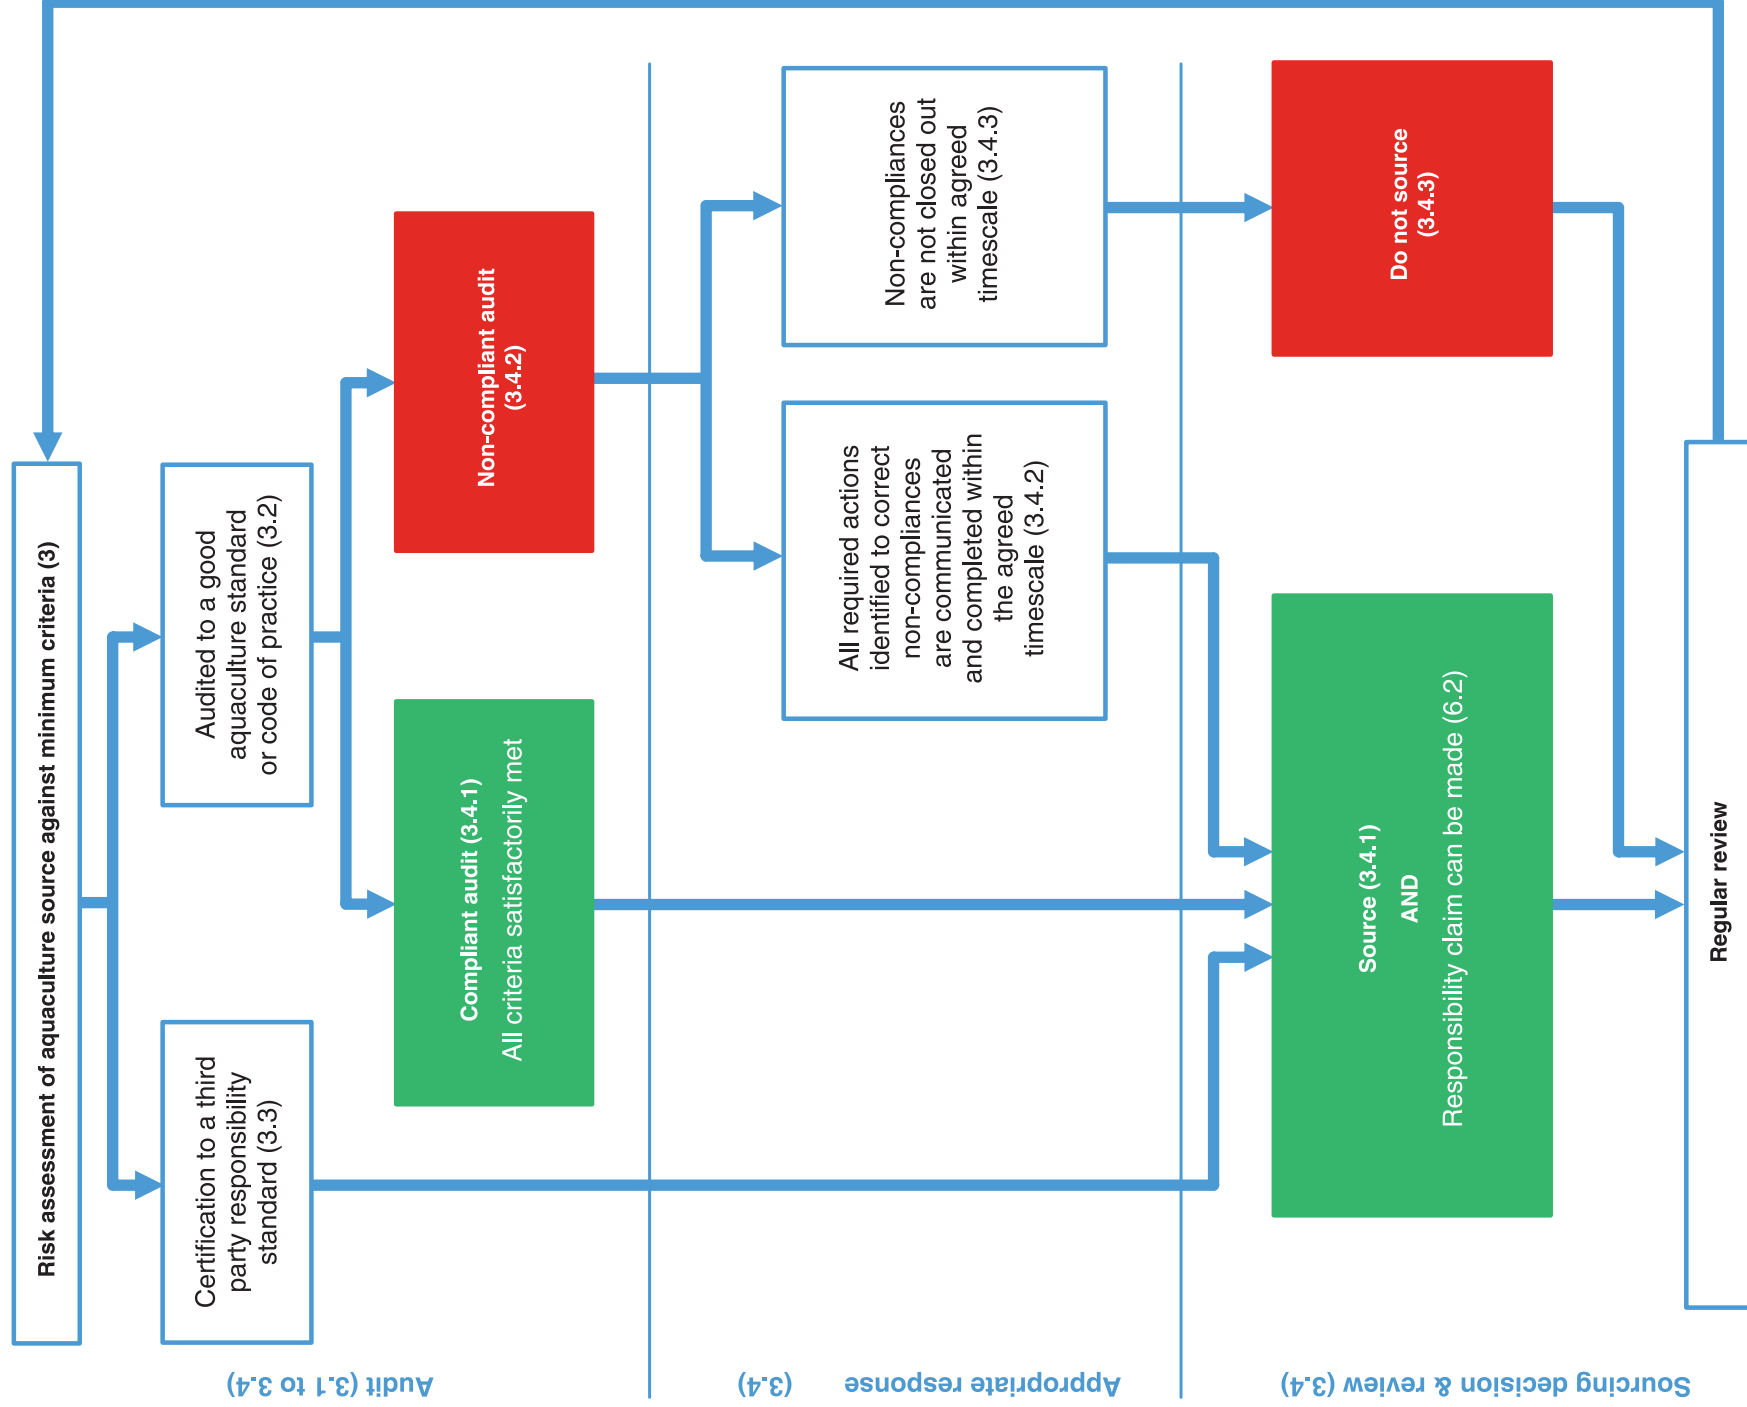 Risk assessment of aquaculture source against minimum criteria (3)
Audit (3.1 to 3.4)
Certification to a third
party responsibility
standard (3.3)
Audited to a good
aquaculture standard
or code of practice (3.2)
Compliant audit (3.4.1)
All criteria satisfactorily met
Non-compliant audit
(3.4.2)
Appropriate response
(3.4)
All required actions
identified to correct
non-compliances
are communicated
and completed within
the agreed
timescale (3.4.2)
Non-compliances
are not closed out
within agreed
timescale (3.4.3)
Sourcing decision & review (3.4)
Source (3.4.1)
AND
Responsibility claim can be made (6.2)
Do not source
(3.4.3)
Regular review